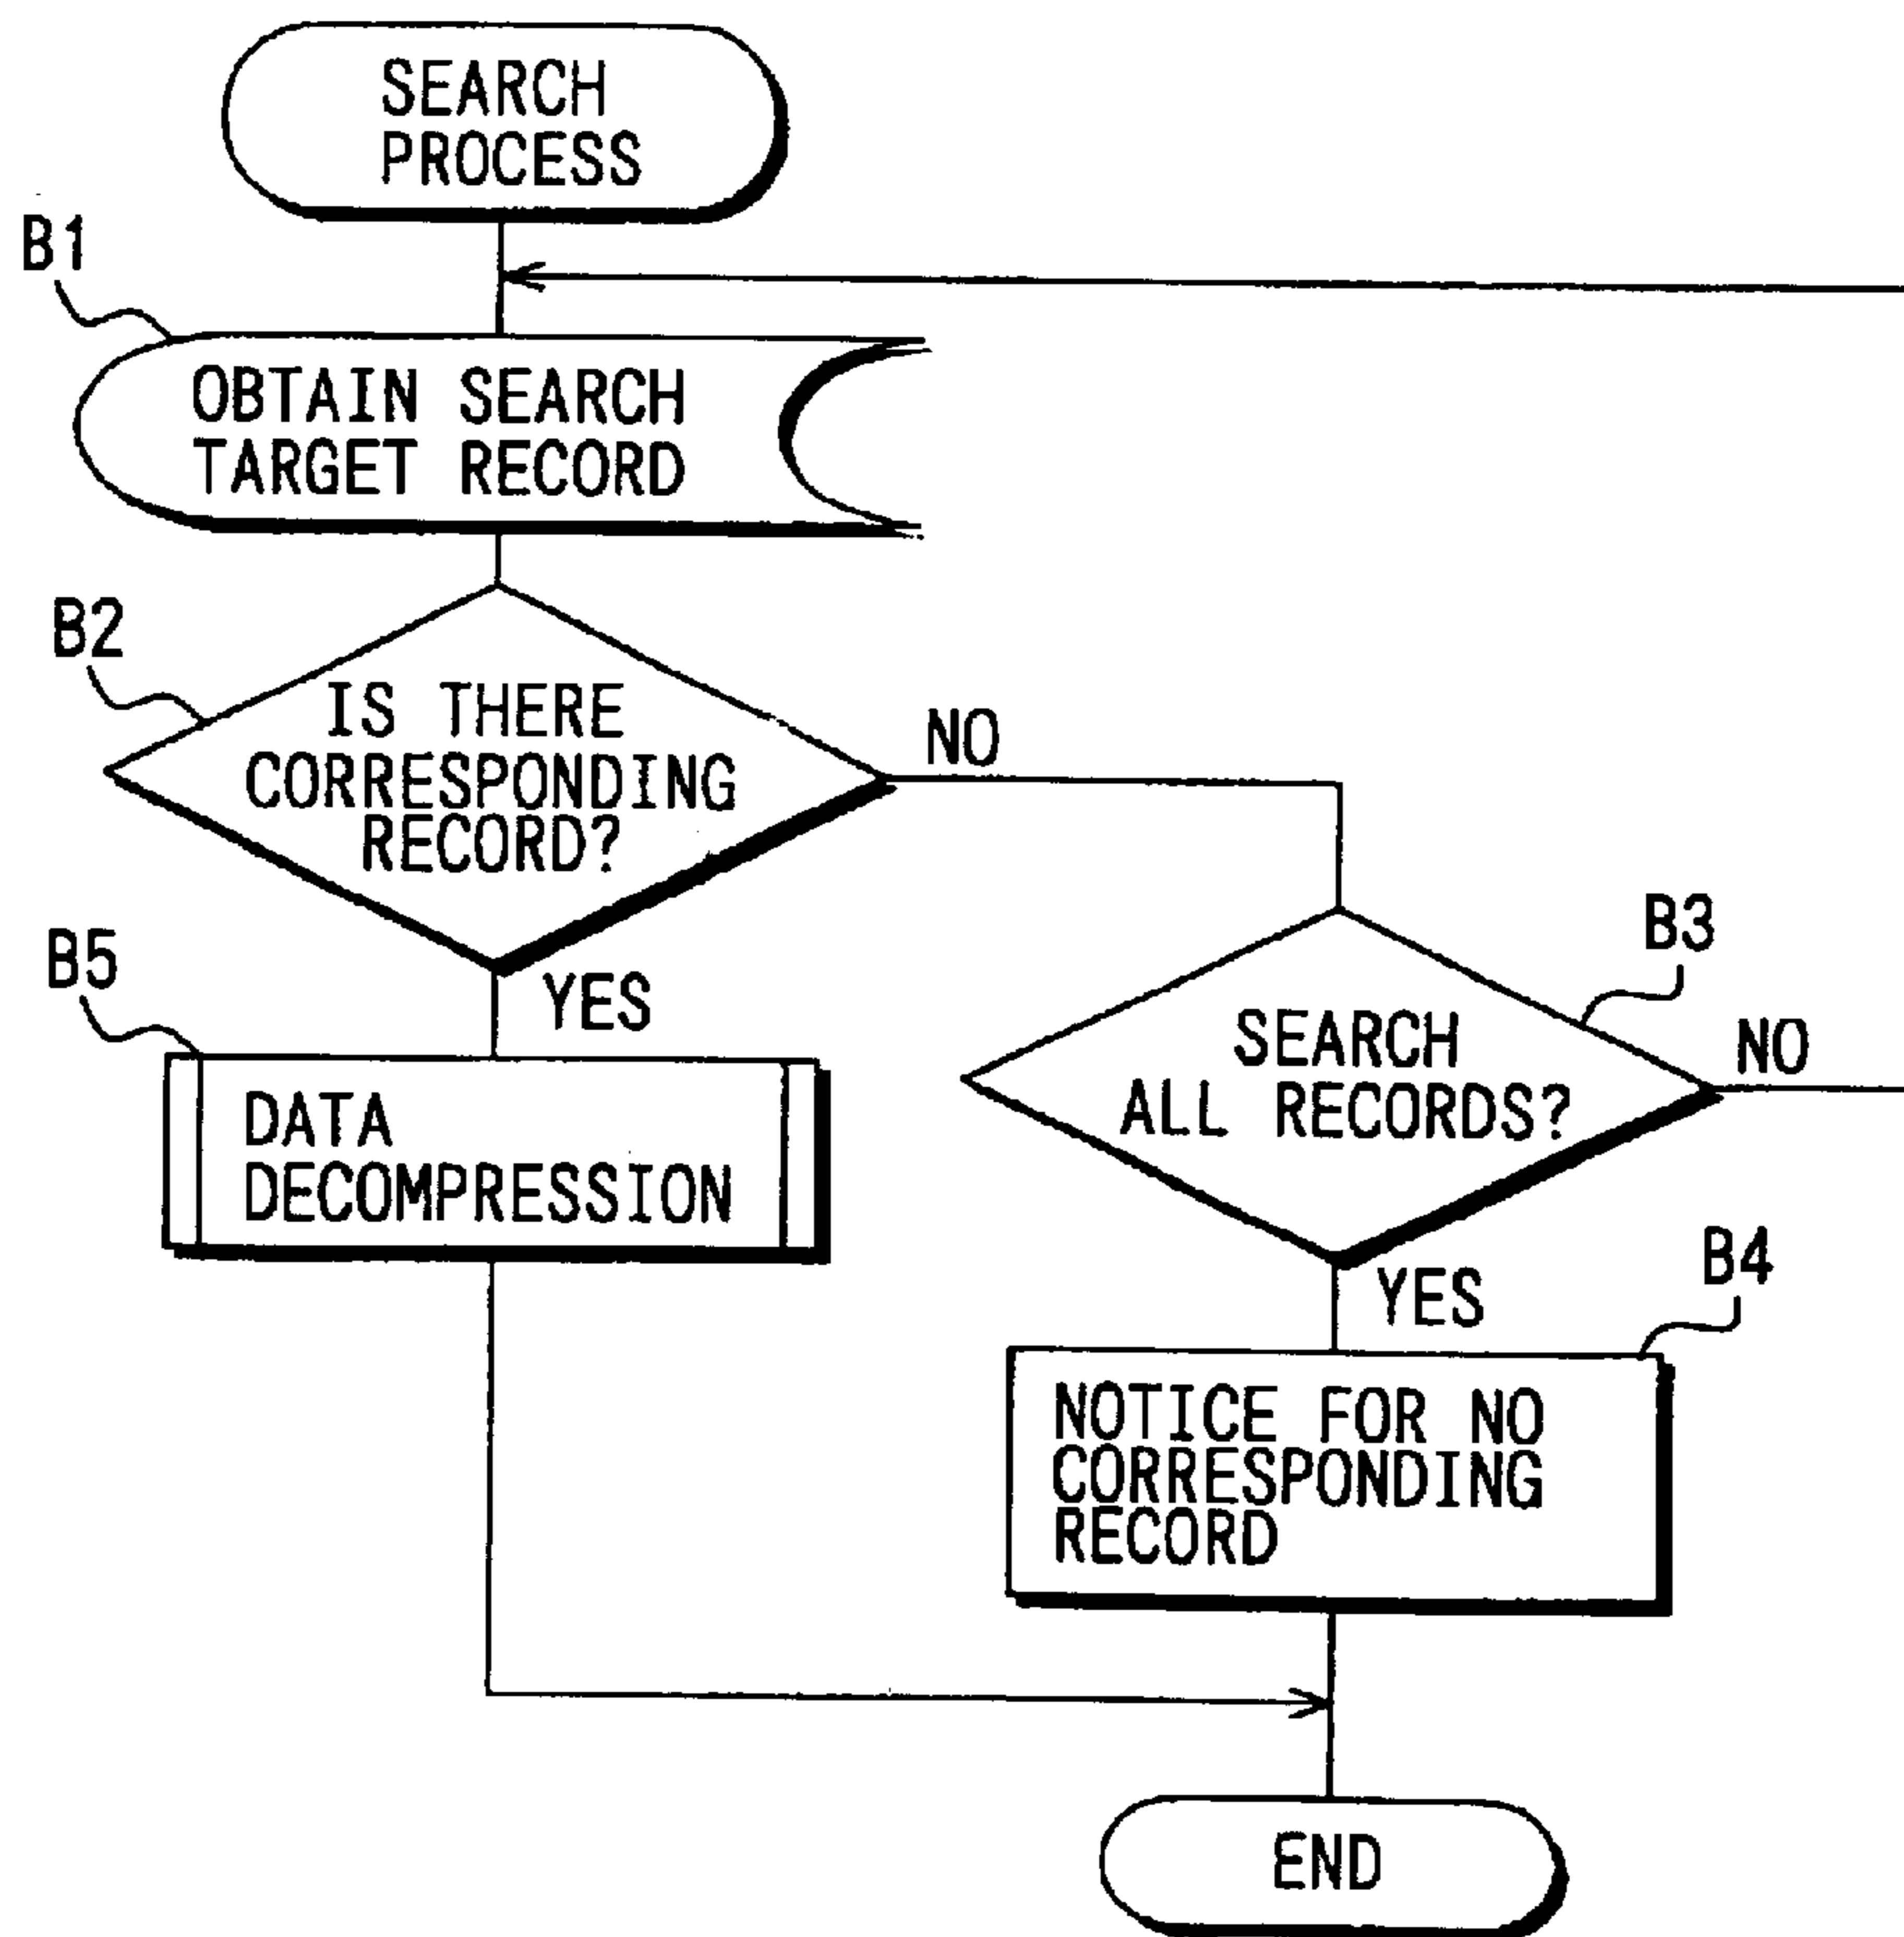 SEARCH
PROCESS
B1
OBTAIN SEARCH
TARGET RECORD
B2
IS THERE
CORRESPONDING
RECORD?
NO
B5
YES
DATA
DECOMPRESSION
B3
SEARCH
ALL RECORDS?
NO
YES
B4
NOTICE FOR NO
CORRESPONDING
RECORD
END